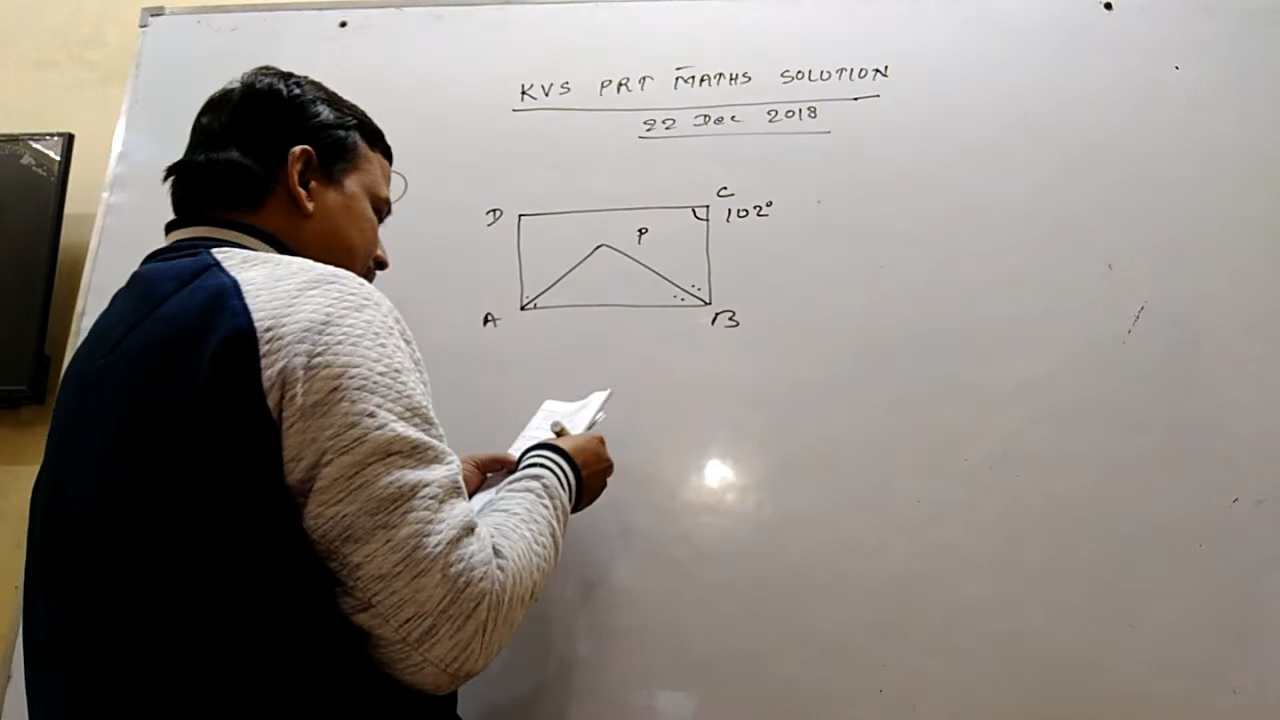 KVS PRT MATHS SOLUTION
22 Dec 2018
C
D 102°
P
A B